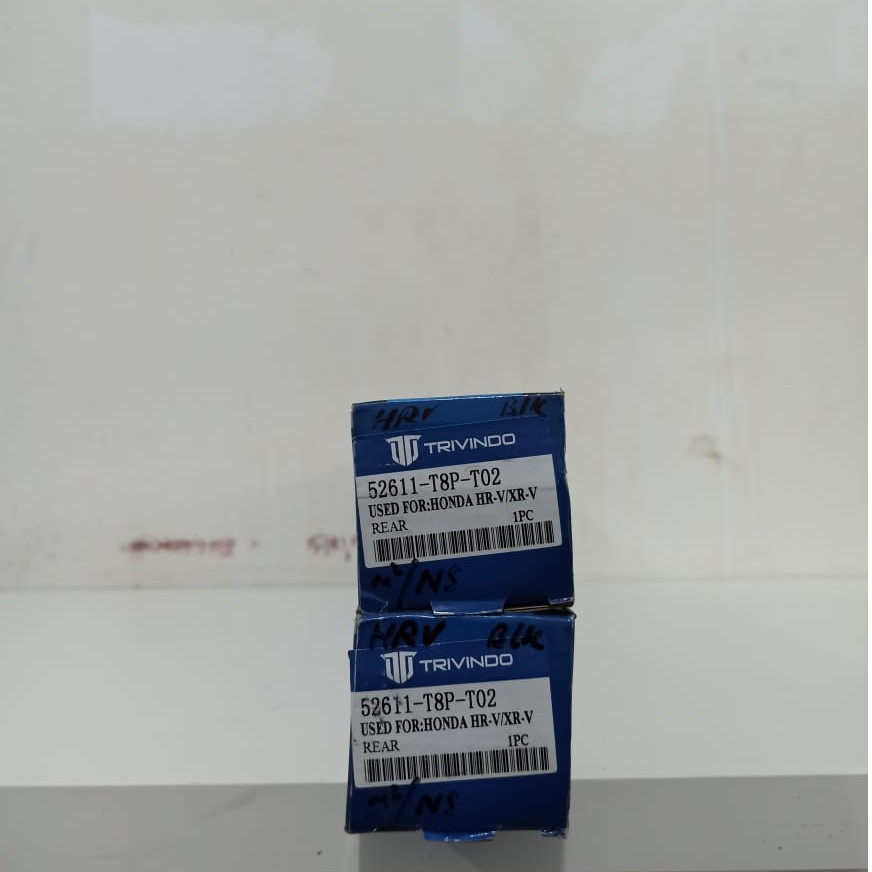 HRV Blk
TRIVINDO
52611-T8P-T02
USED FOR:HONDA HR-V/XR-V
REAR 1PC
HRV Blk
TRIVINDO
52611-T8P-T02
USED FOR:HONDA HR-V/XR-V
REAR 1PC